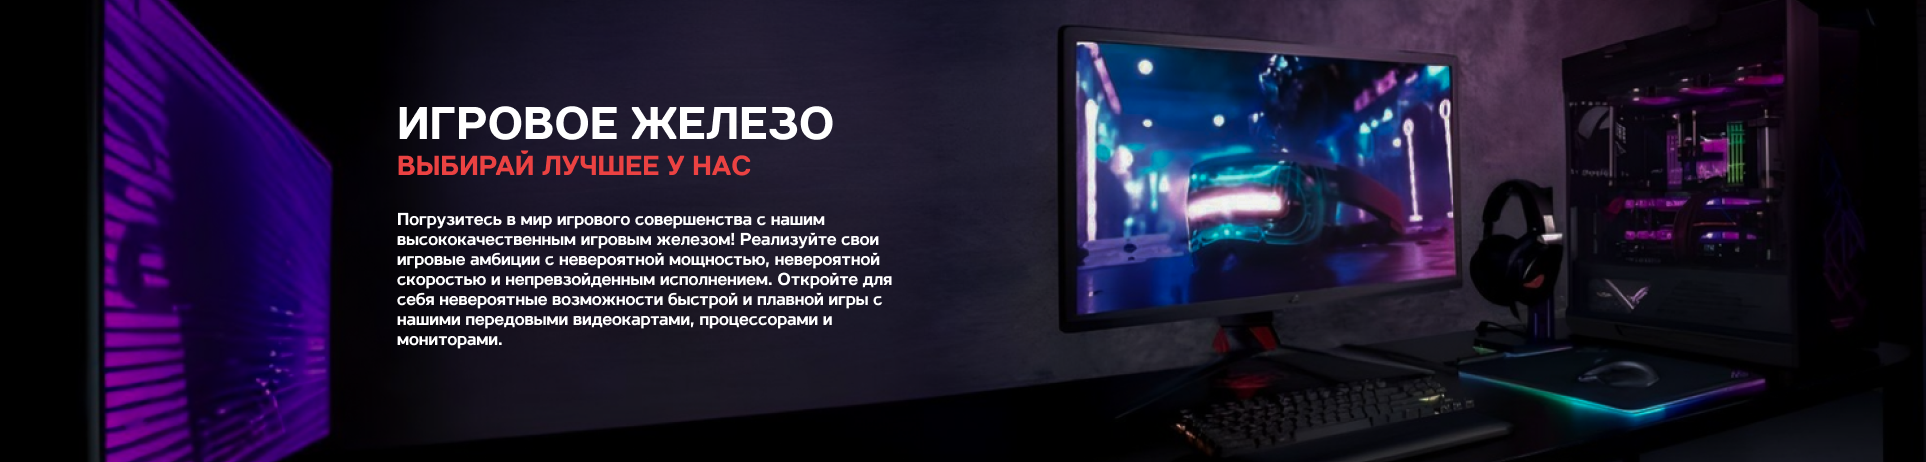 ИГРОВОЕ ЖЕЛЕЗО
ВЫБИРАЙ ЛУЧШЕЕ У НАС
Погрузитесь в мир игрового совершенства с нашим
высококачественным игровым железом! Реализуйте свои
игровые амбиции с невероятной мощностью, невероятной
скоростью и непревзойденным исполнением. Откройте для
себя невероятные возможности быстрой и плавной игры с
нашими передовыми видеокартами, процессорами и
мониторами.